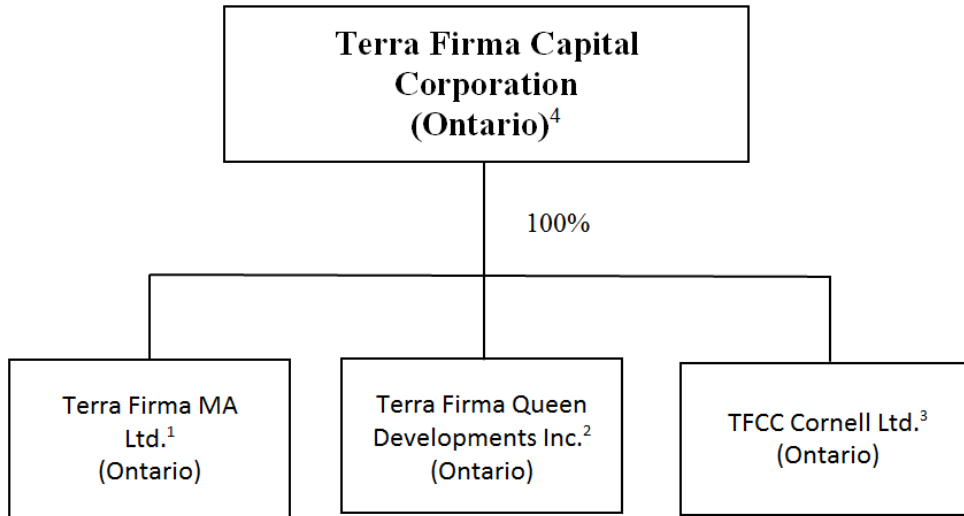 Terra Firma Capital
Corporation
(Ontario)⁴
100%
Terra Firma MA
Ltd.¹
(Ontario)
Terra Firma Queen
Developments Inc.²
(Ontario)
TFCC Cornell Ltd.³
(Ontario)